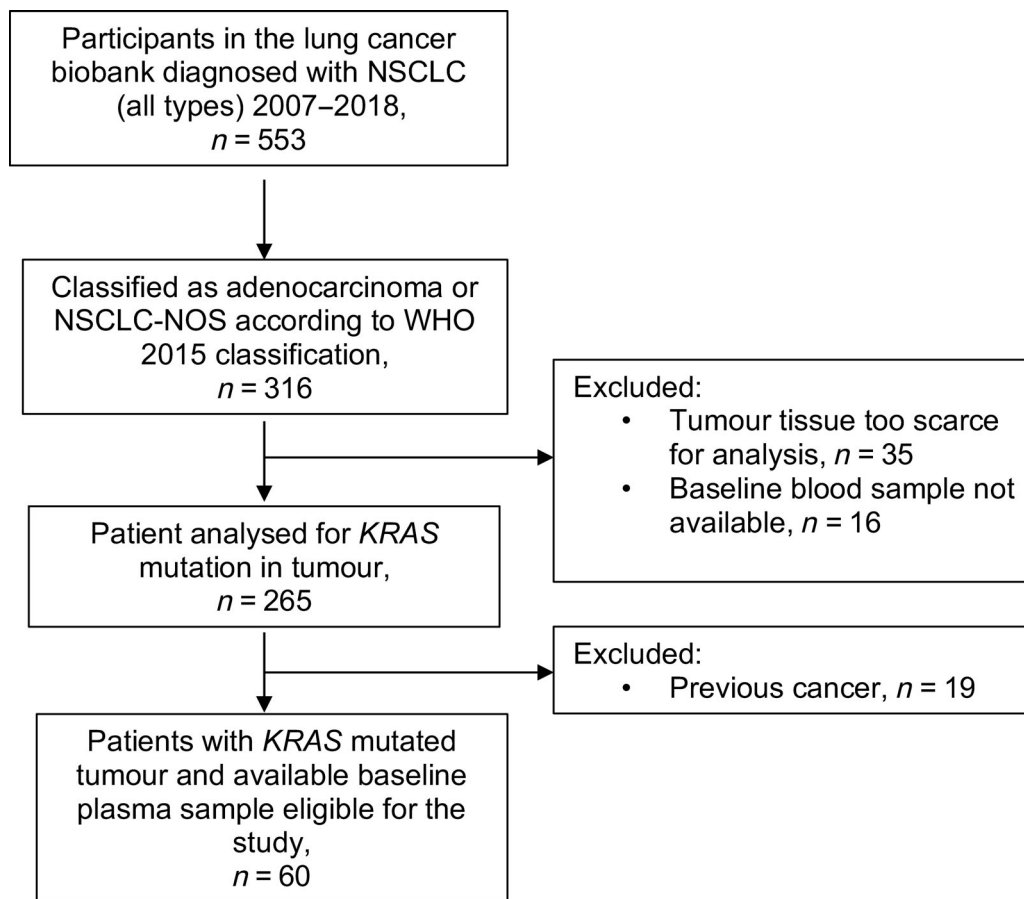 Participants in the lung cancer
biobank diagnosed with NSCLC
(all types) 2007–2018,
n = 553
Classified as adenocarcinoma or
NSCLC-NOS according to WHO
2015 classification,
n = 316
Excluded:
• Tumour tissue too scarce
for analysis, n = 35
• Baseline blood sample not
available, n = 16
Patient analysed for KRAS
mutation in tumour,
n = 265
Excluded:
• Previous cancer, n = 19
Patients with KRAS mutated
tumour and available baseline
plasma sample eligible for the
study,
n = 60